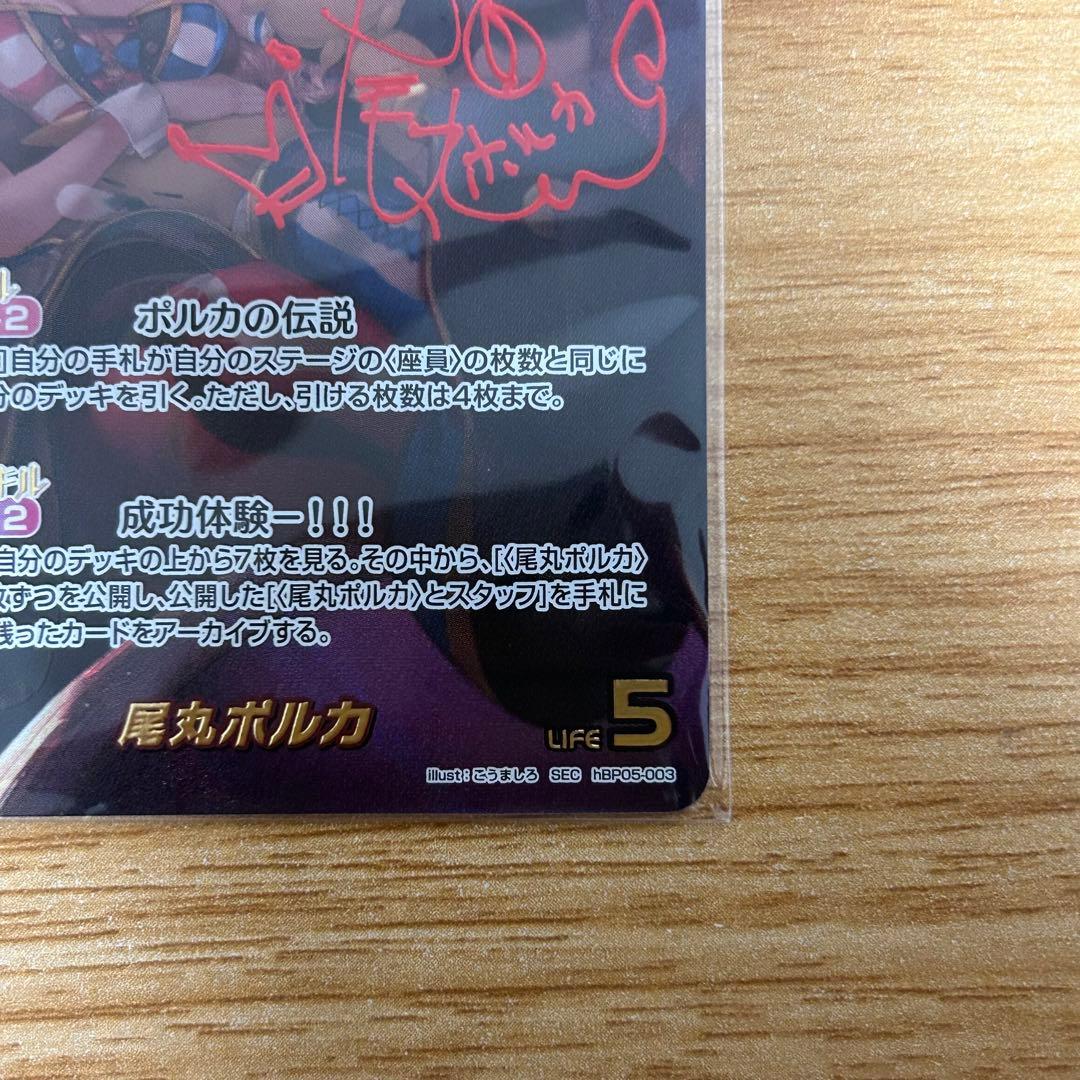 尾丸
ポルカ
ル
-2
ポルカの伝説
]自分の手札が自分のステージの〈座員〉の枚数と同じに
分のデッキを引く。ただし、引ける枚数は4枚まで。
キル
2
成功体験ー!!!
自分のデッキの上から7枚を見る。その中から、[〈尾丸ポルカ〉
枚ずつを公開し、公開した[〈尾丸ポルカ〉とスタッフ]を手札に
残ったカードをアーカイブする。
尾丸ポルカ
LIFE 5
illust:こうましろ SEC hBP05-003